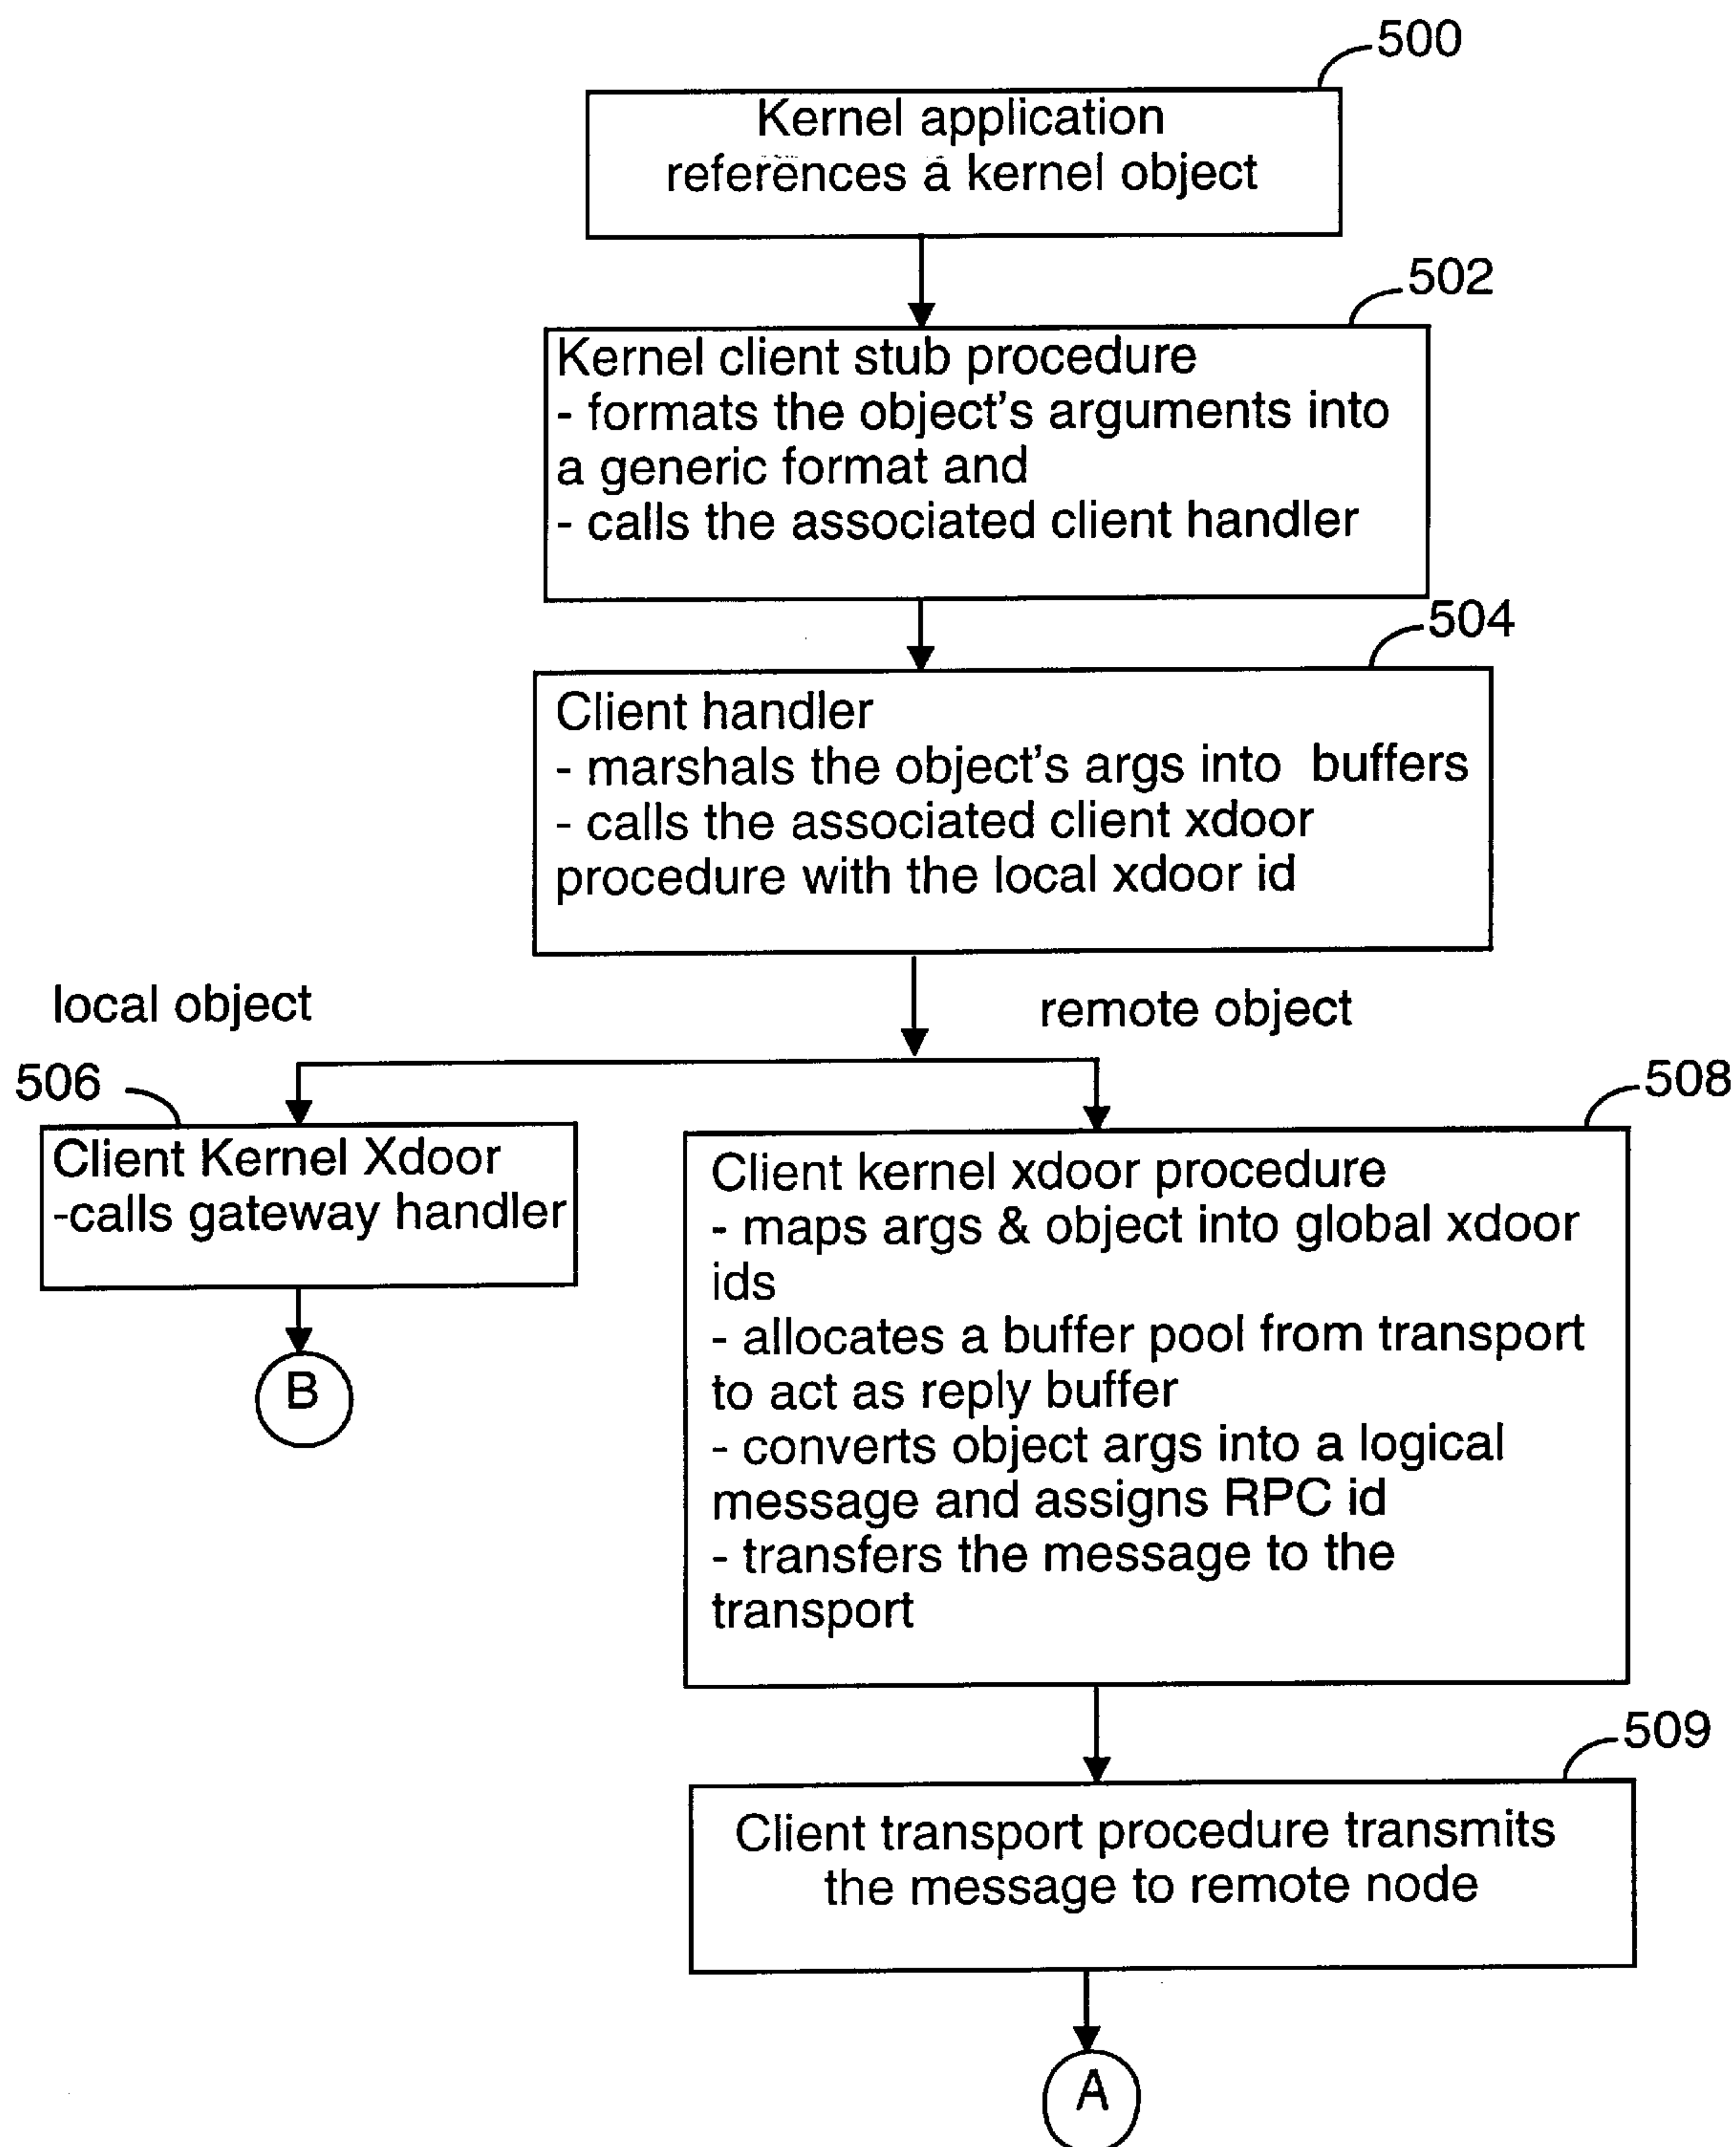 500
Kernel application
references a kernel object
502
Kernel client stub procedure
- formats the object's arguments into
a generic format and
- calls the associated client handler
504
Client handler
- marshals the object's args into buffers
- calls the associated client xdoor
procedure with the local xdoor id
local object
remote object
506
Client Kernel Xdoor
-calls gateway handler
B
508
Client kernel xdoor procedure
- maps args & object into global xdoor
ids
- allocates a buffer pool from transport
to act as reply buffer
- converts object args into a logical
message and assigns RPC id
- transfers the message to the
transport
509
Client transport procedure transmits
the message to remote node
A